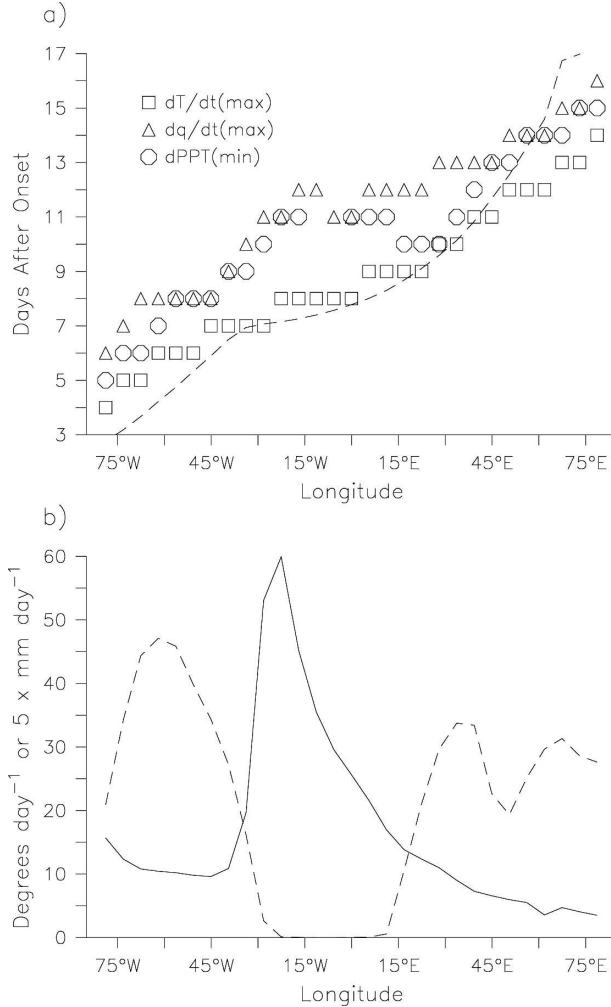 a)
17
15
13
11
9
7
5
3
Days After Onset
□ dT/dt(max)
△ dq/dt(max)
○ dPPT(min)
75°W 45°W 15°W 15°E 45°E 75°E
Longitude
b)
60
50
40
30
20
10
0
Degrees day⁻¹ or 5 x mm day⁻¹
75°W 45°W 15°W 15°E 45°E 75°E
Longitude